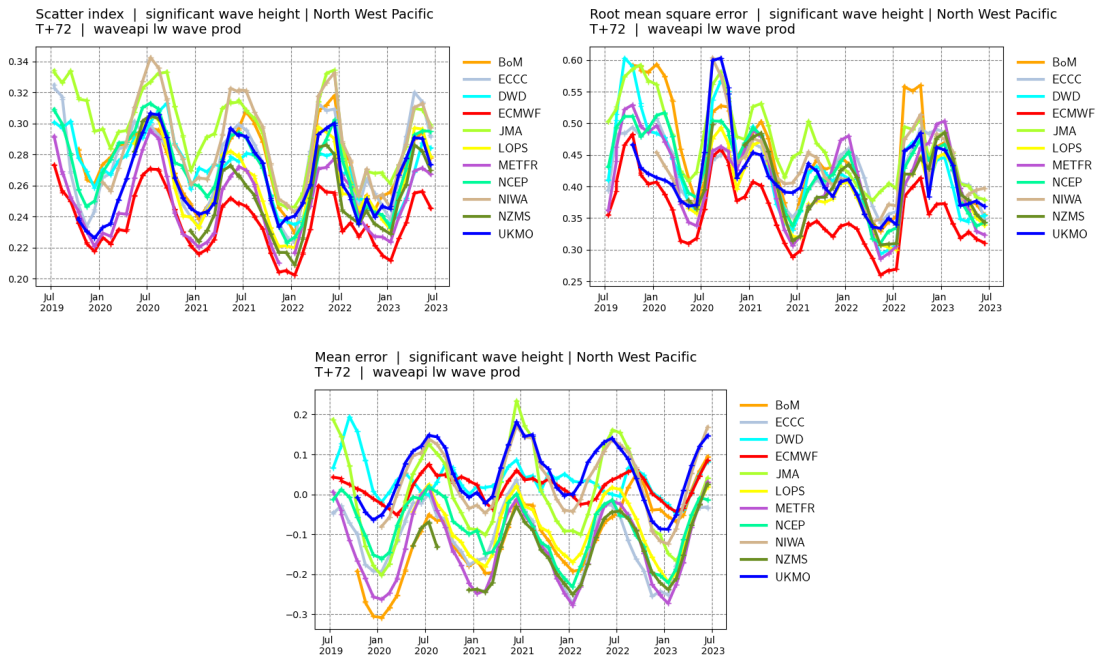 Scatter index | significant wave height | North West Pacific
T+72 | waveapi lw wave prod
0.34
0.32
0.30
0.28
0.26
0.24
0.22
0.20
Jul
2019
Jan
2020
Jul
2020
Jan
2021
Jul
2021
Jan
2022
Jul
2022
Jan
2023
Jul
2023
BoM
ECCC
DWD
ECMWF
JMA
LOPS
METFR
NCEP
NIWA
NZMS
UKMO
Root mean square error | significant wave height | North West Pacific
T+72 | waveapi lw wave prod
0.60
0.55
0.50
0.45
0.40
0.35
0.30
0.25
Jul
2019
Jan
2020
Jul
2020
Jan
2021
Jul
2021
Jan
2022
Jul
2022
Jan
2023
Jul
2023
BoM
ECCC
DWD
ECMWF
JMA
LOPS
METFR
NCEP
NIWA
NZMS
UKMO
Mean error | significant wave height | North West Pacific
T+72 | waveapi lw wave prod
0.2
0.1
0.0
−0.1
−0.2
−0.3
Jul
2019
Jan
2020
Jul
2020
Jan
2021
Jul
2021
Jan
2022
Jul
2022
Jan
2023
Jul
2023
BoM
ECCC
DWD
ECMWF
JMA
LOPS
METFR
NCEP
NIWA
NZMS
UKMO